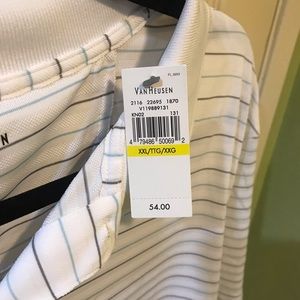 VAN HEUSEN
2116 22695 1870
V119889131
KN02 131
4 79486 50069 2
XXL/TTG/XXG
54.00
N